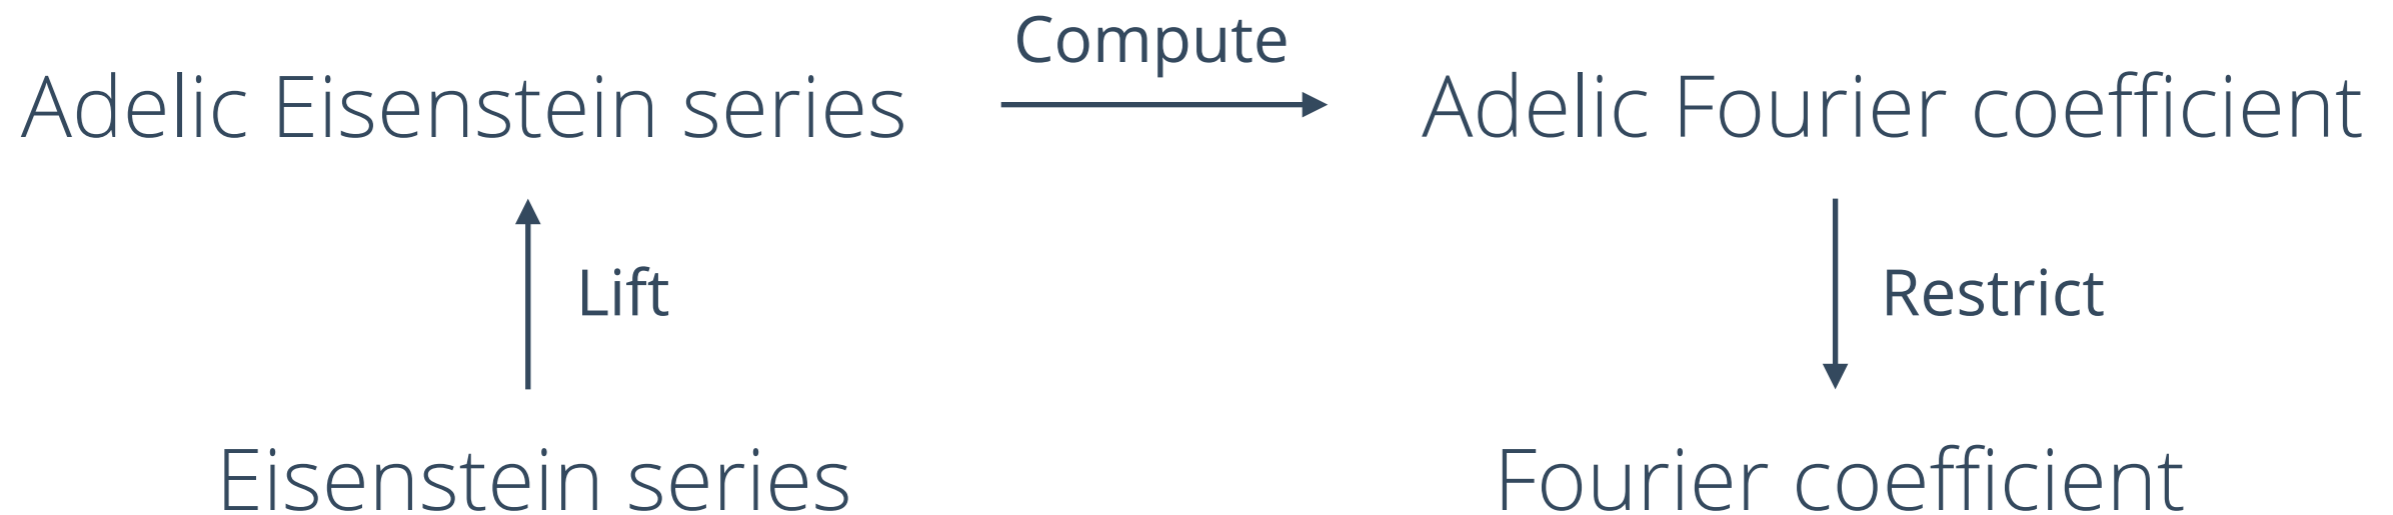 Compute
Adelic Eisenstein series
Adelic Fourier coefficient
Lift
Restrict
Eisenstein series
Fourier coefficient